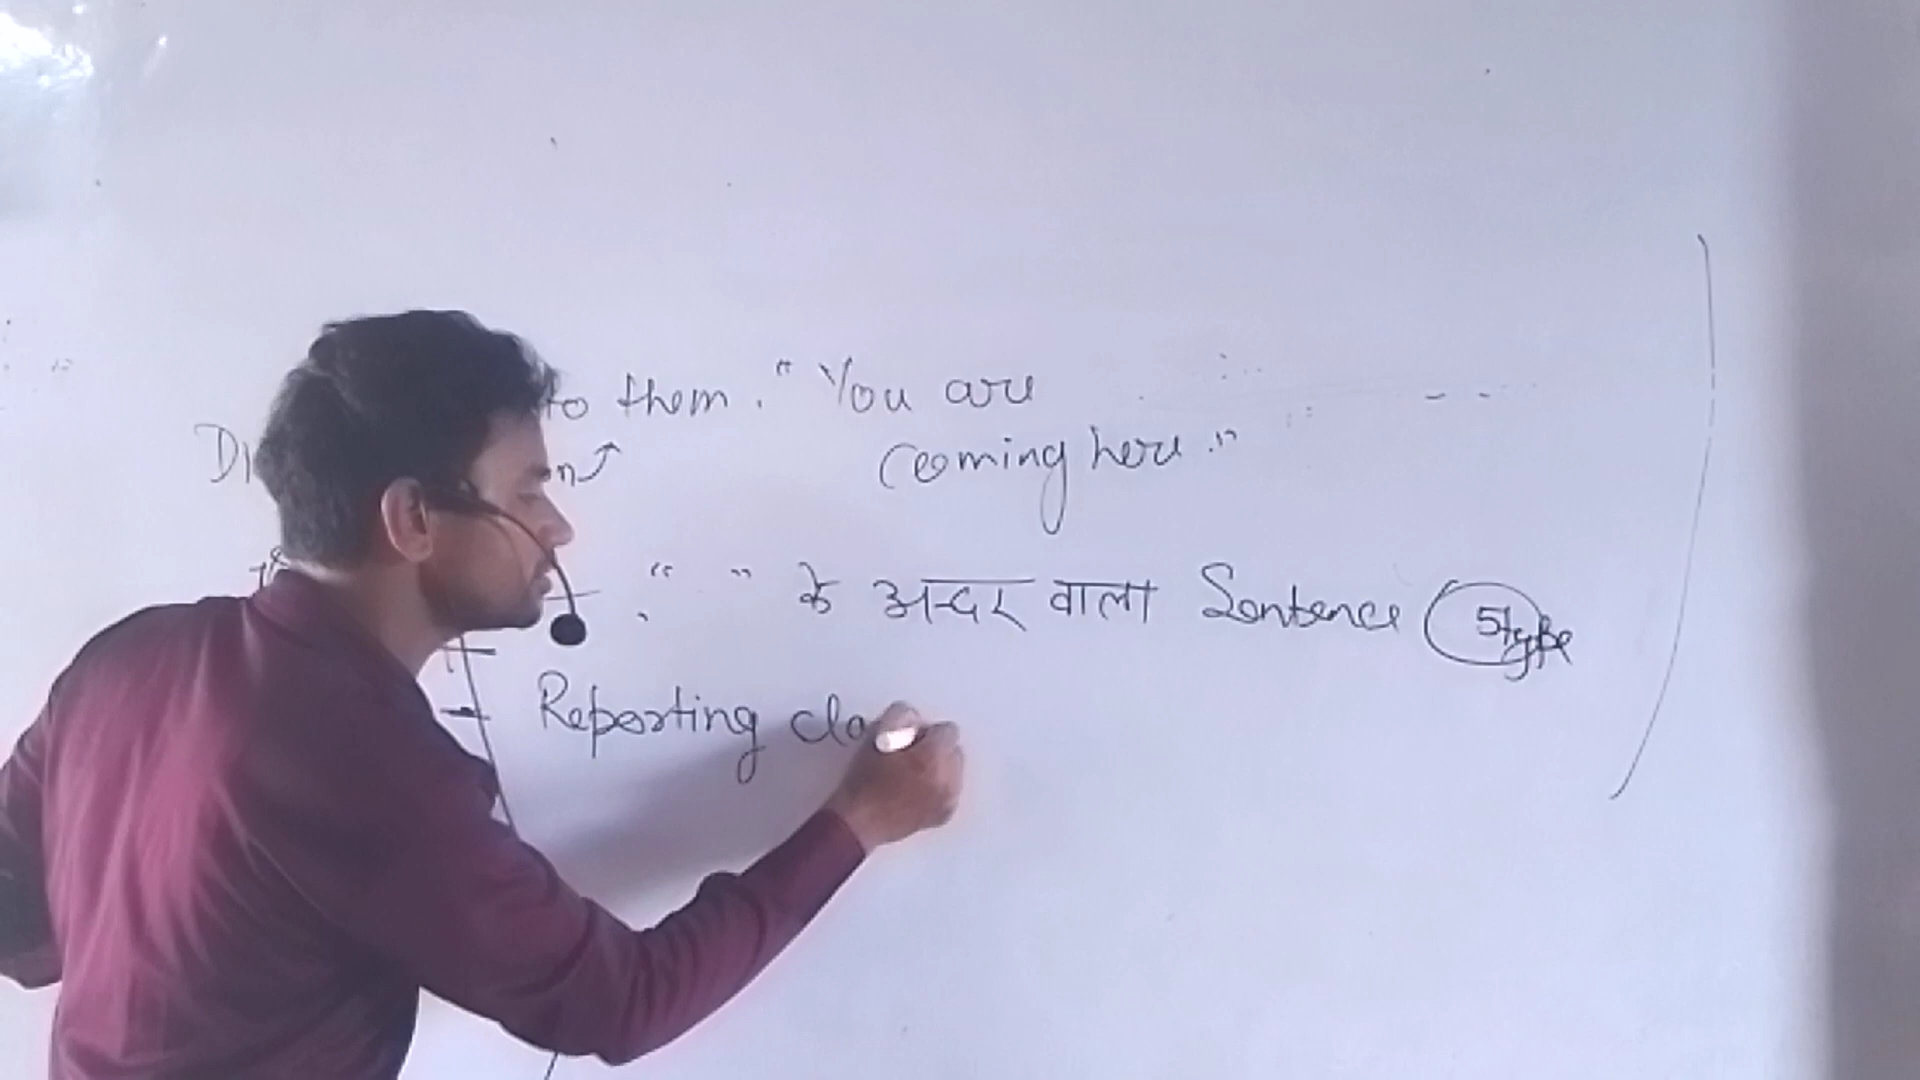 to them. " You are
coming here."
" " के अन्दर वाला Sentence 5 type
Reporting cla